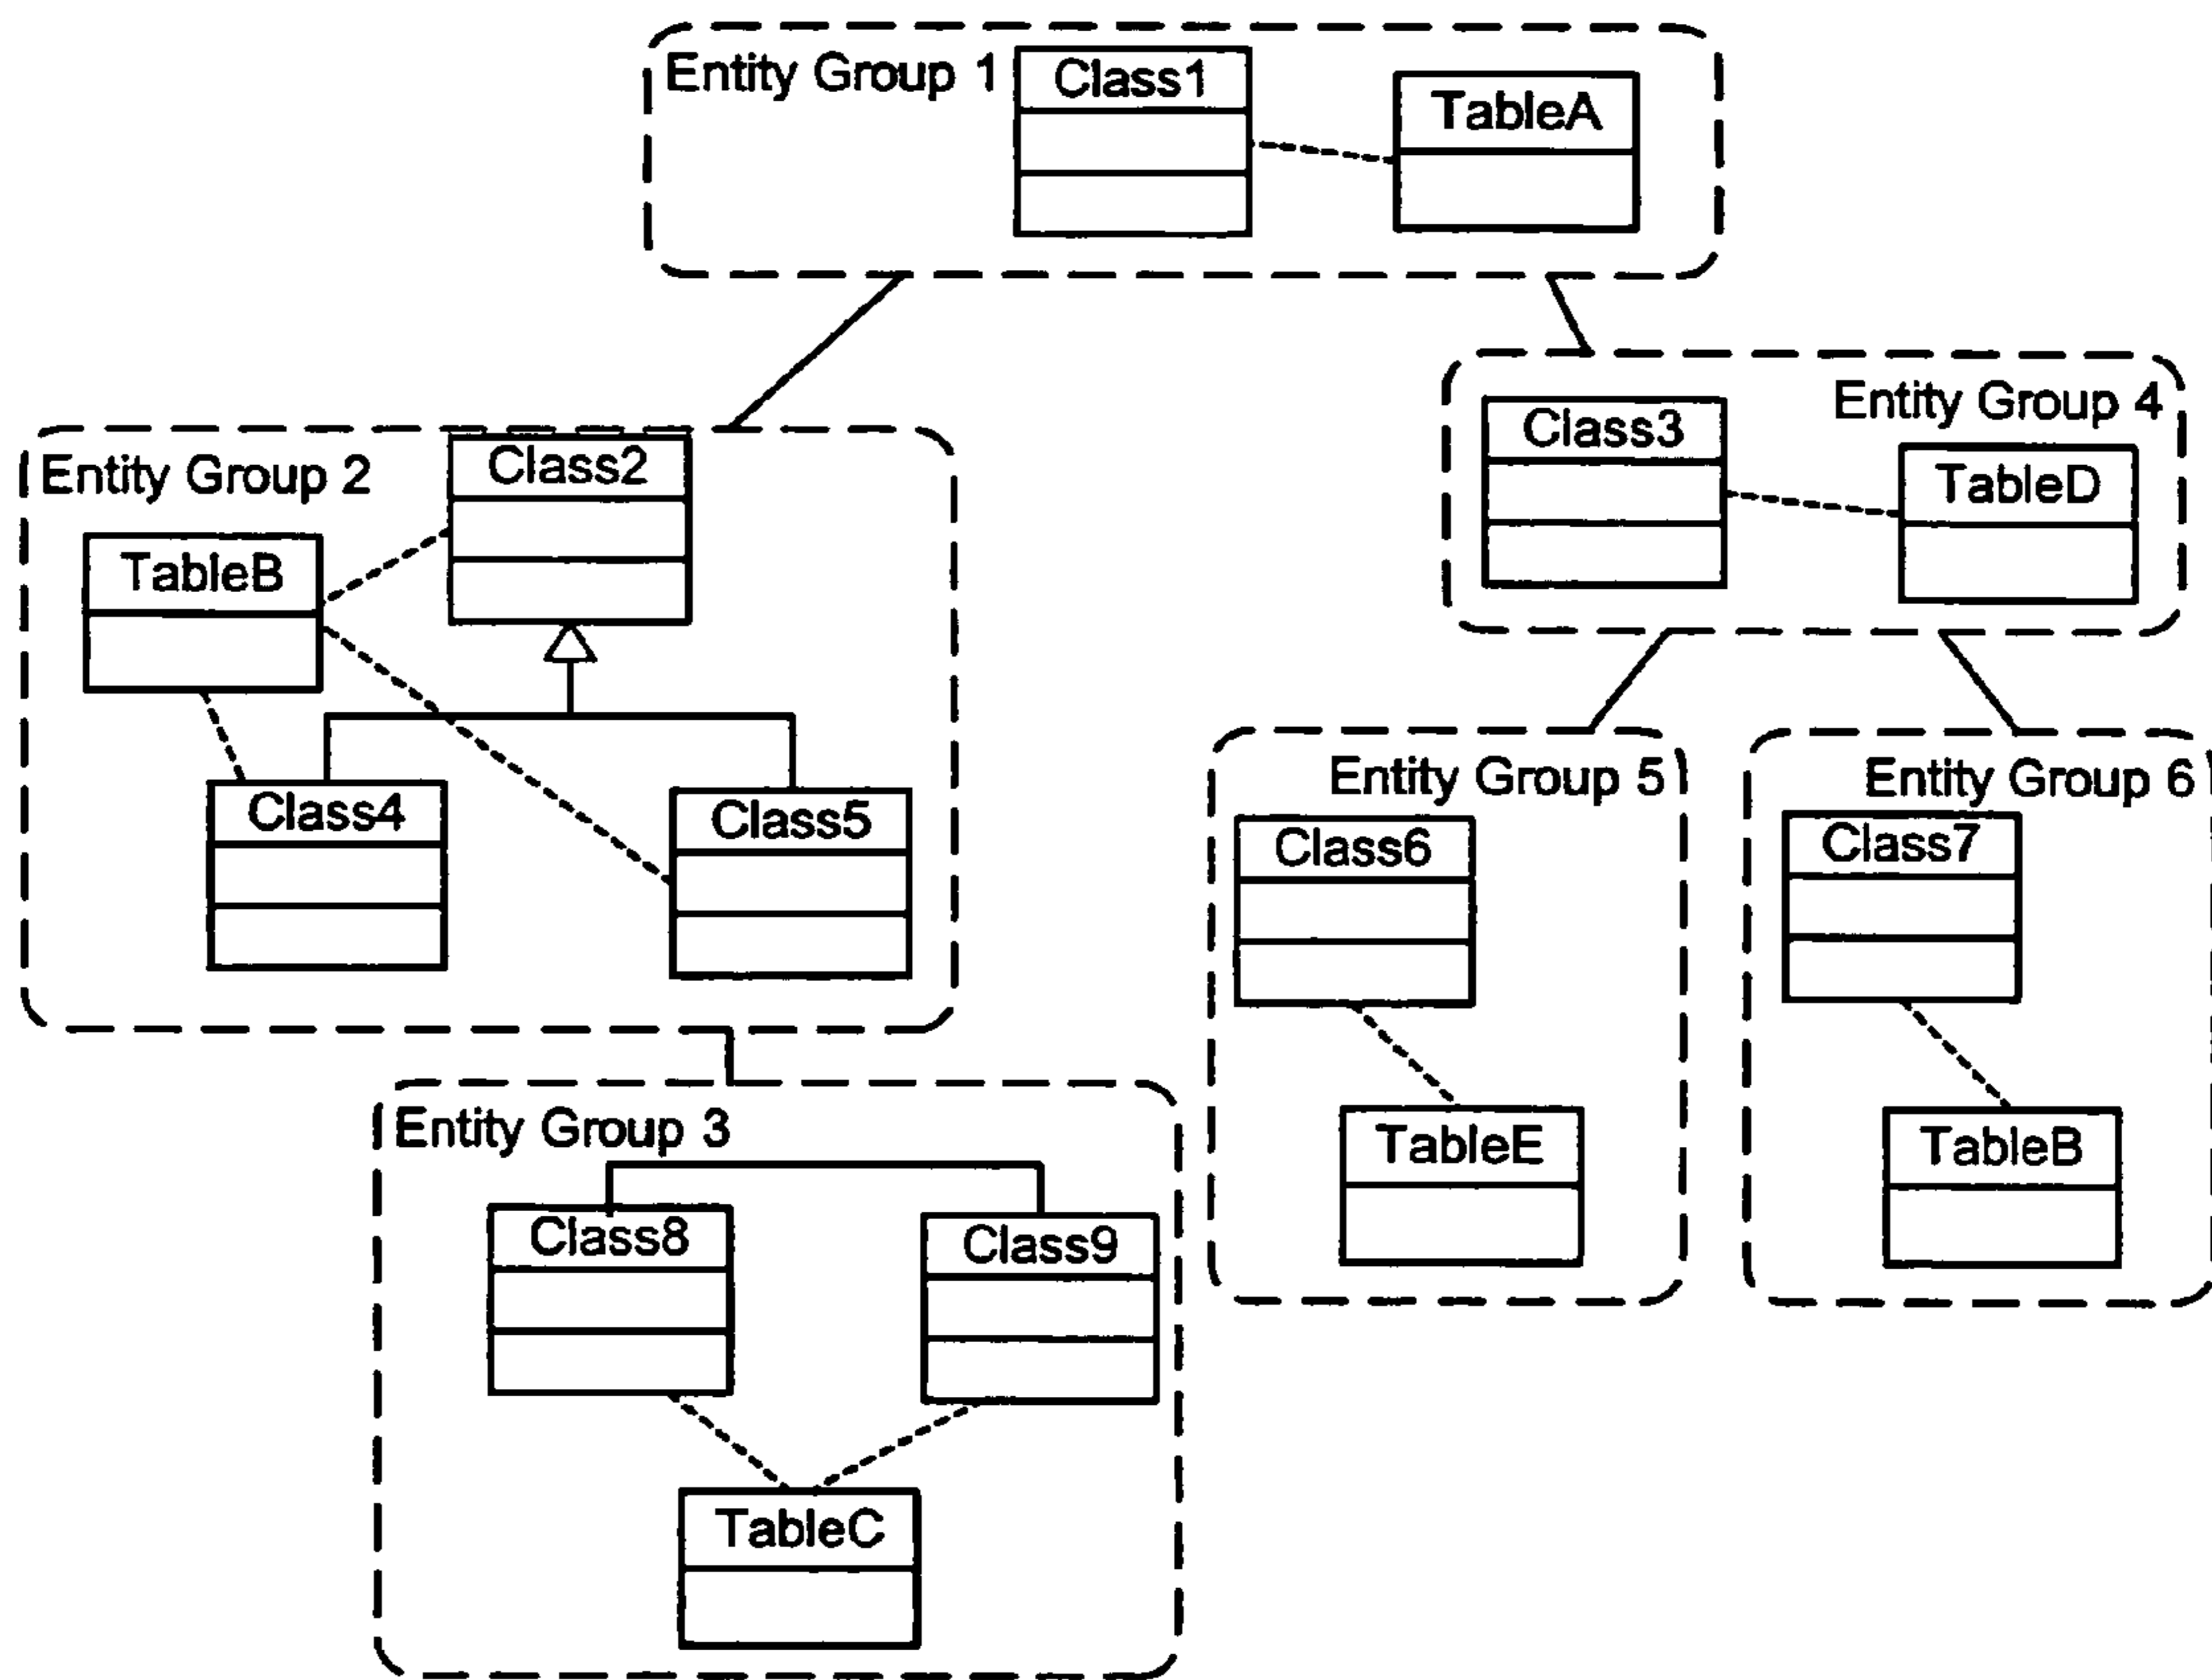 Entity Group 1
Class1
TableA
Entity Group 2
Class2
TableB
Class4
Class5
Entity Group 4
Class3
TableD
Entity Group 5
Class6
TableE
Entity Group 6
Class7
TableB
Entity Group 3
Class8
Class9
TableC